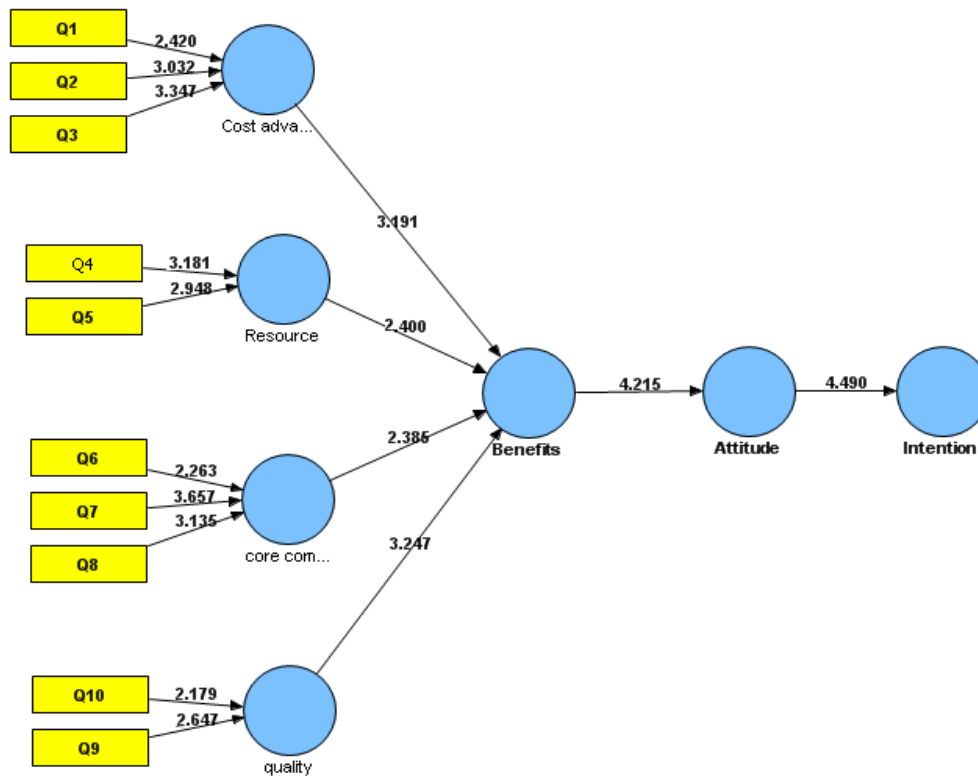 Q1
2.420
Q2
3.032
3.347
Q3
Cost adva...
3.191
Q4
3.181
2.948
Q5
Resource
2.400
Benefits
4.215
Attitude
4.490
Intention
2.385
Q6
2.263
Q7
3.657
3.135
Q8
core com...
3.247
Q10
2.179
2.647
Q9
quality